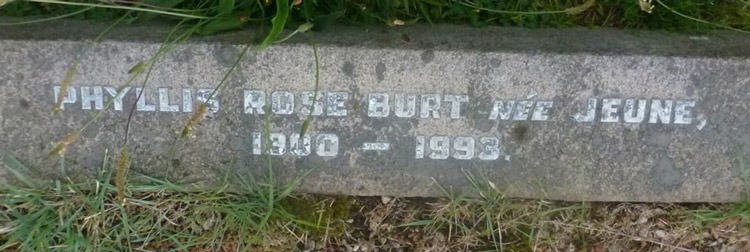 PHYLLIS ROSE BURT NÉE JEUNE,
1900 — 1993.